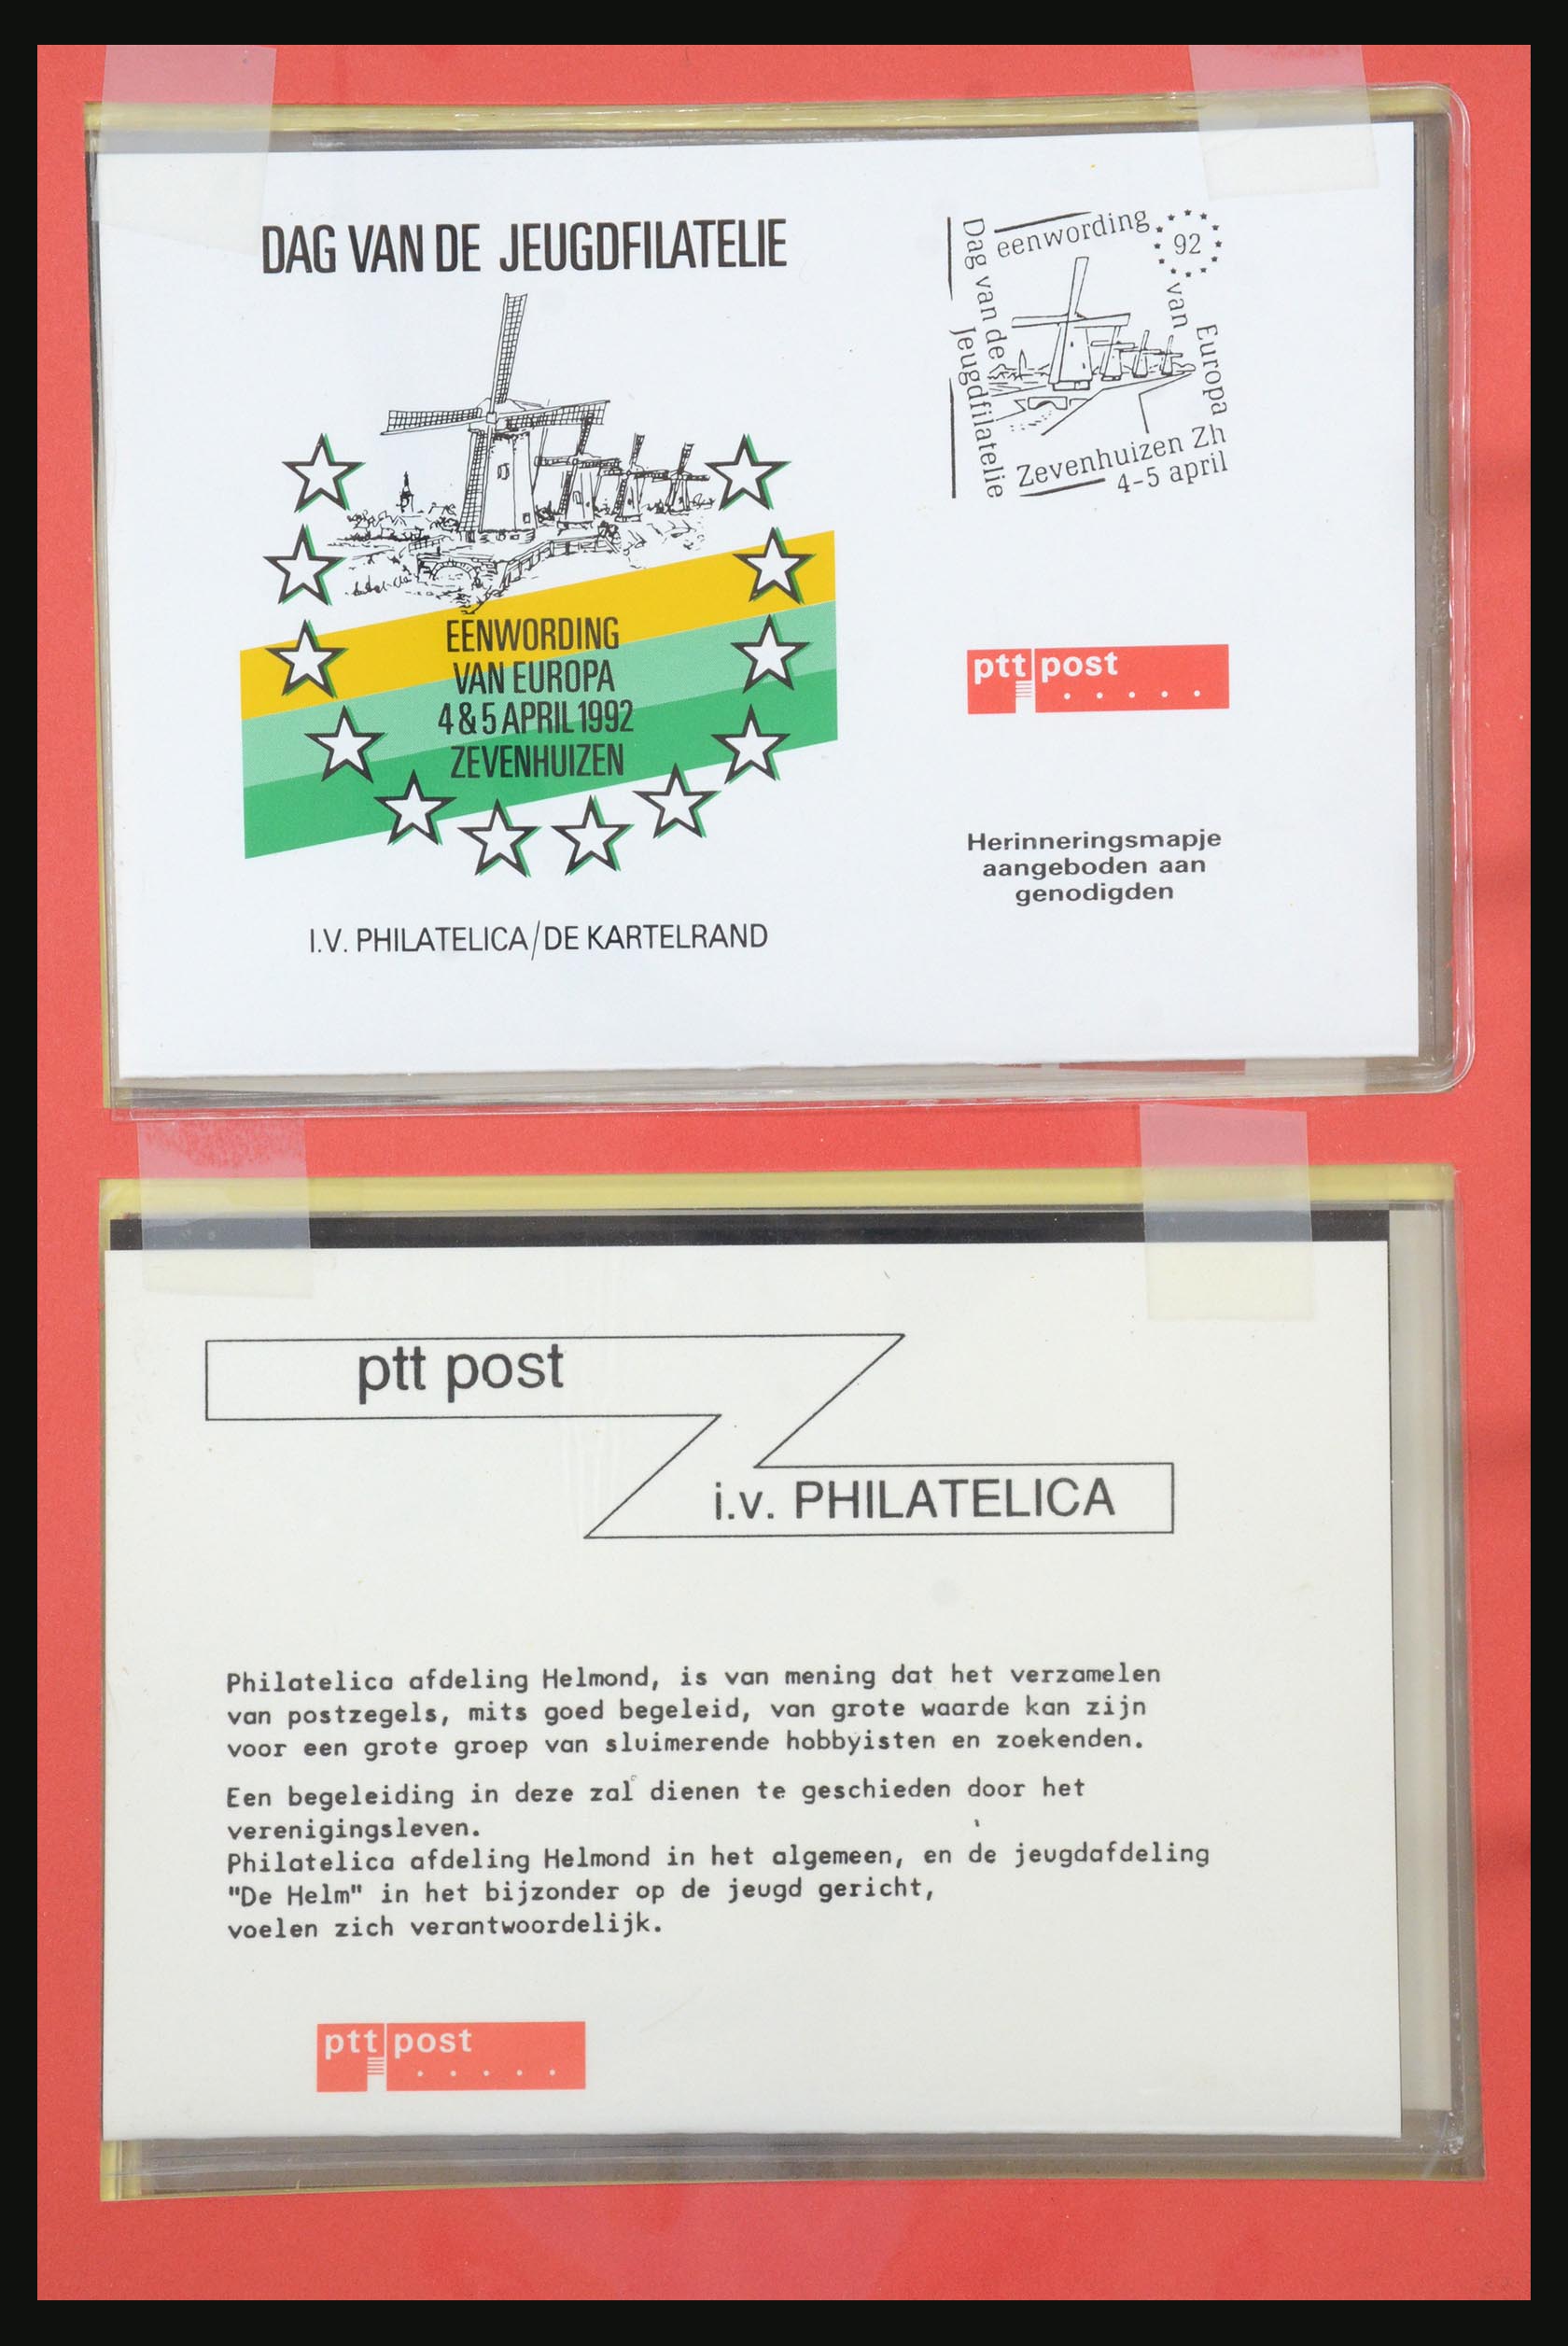 DAG VAN DE JEUGDFILATELIE
EENWORDING
VAN EUROPA
4 & 5 APRIL 1992
ZEVENHUIZEN
I.V. PHILATELICA/DE KARTELRAND
Dag van de
Jeugdfilatelie
eenwording
92
van
Europa
Zevenhuizen Zh
4-5 april
ptt post
Herinneringsmapje
aangeboden aan
genodigden
ptt post
i.v. PHILATELICA
Philatelica afdeling Helmond, is van mening dat het verzamelen
van postzegels, mits goed begeleid, van grote waarde kan zijn
voor een grote groep van sluimerende hobbyisten en zoekenden.
Een begeleiding in deze zal dienen te geschieden door het
verenigingsleven.
Philatelica afdeling Helmond in het algemeen, en de jeugdafdeling
"De Helm" in het bijzonder op de jeugd gericht,
voelen zich verantwoordelijk.
ptt post